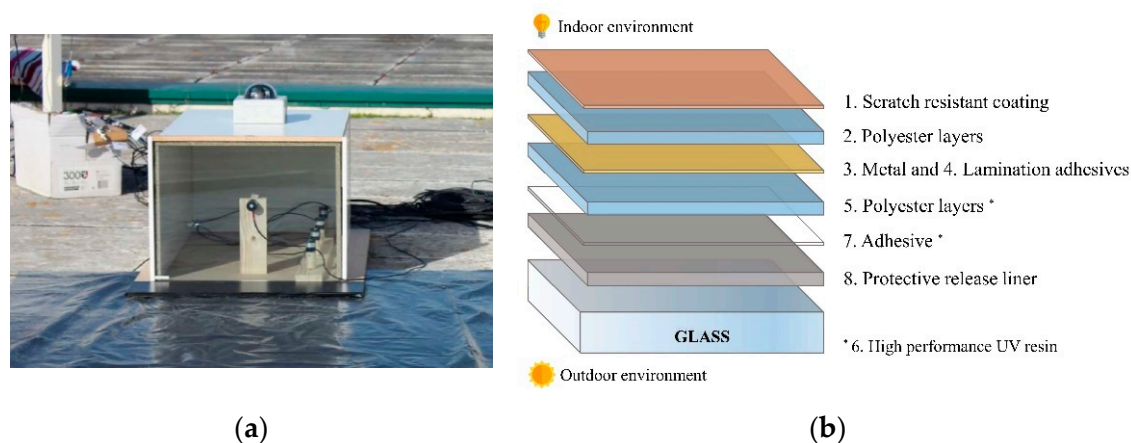 300
Indoor environment
1. Scratch resistant coating
2. Polyester layers
3. Metal and 4. Lamination adhesives
5. Polyester layers *
7. Adhesive *
8. Protective release liner
GLASS
* 6. High performance UV resin
Outdoor environment
(a)
(b)